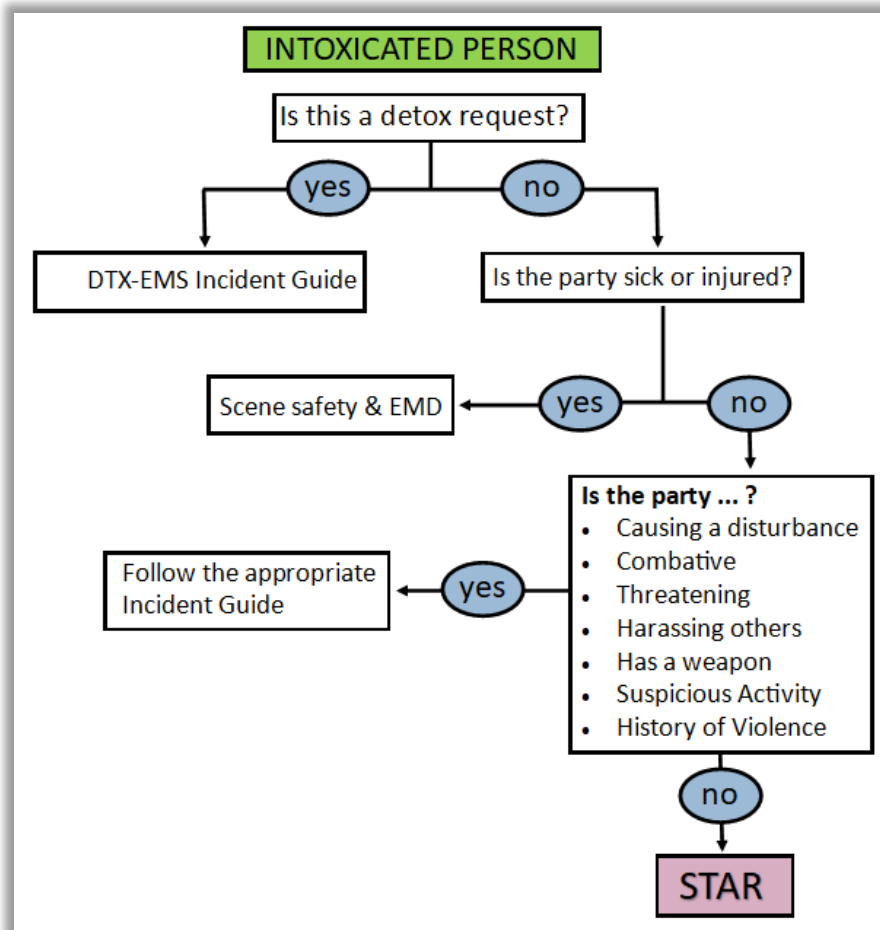 INTOXICATED PERSON
Is this a detox request?
yes
no
DTX-EMS Incident Guide
Is the party sick or injured?
Scene safety & EMD
yes
no
Is the party ... ?
• Causing a disturbance
• Combative
• Threatening
• Harassing others
• Has a weapon
• Suspicious Activity
• History of Violence
Follow the appropriate
Incident Guide
yes
no
STAR